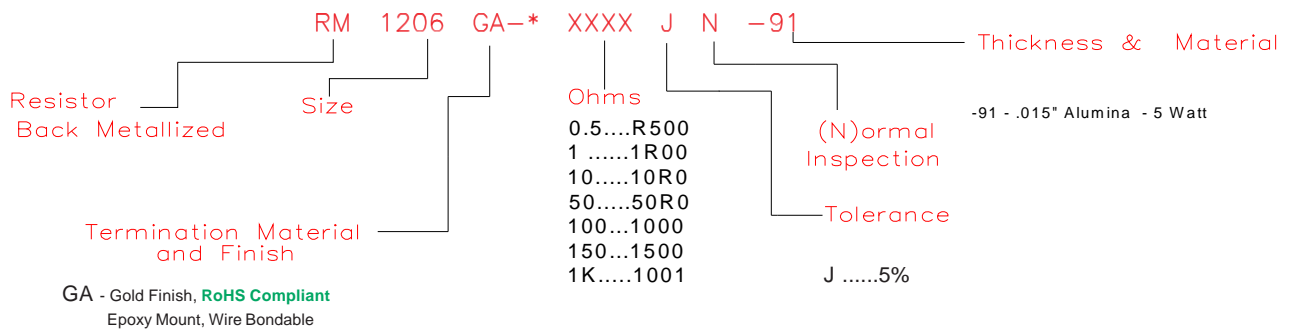 RM 1206 GA-* XXXX J N -91
Thickness & Material
-91 - .015" Alumina - 5 Watt
Resistor
Back Metallized
Size
Ohms
0.5....R500
1 ......1R00
10.....10R0
50.....50R0
100...1000
150...1500
1K.....1001
(N)ormal
Inspection
Tolerance
J ......5%
Termination Material
and Finish
GA - Gold Finish, RoHS Compliant
Epoxy Mount, Wire Bondable